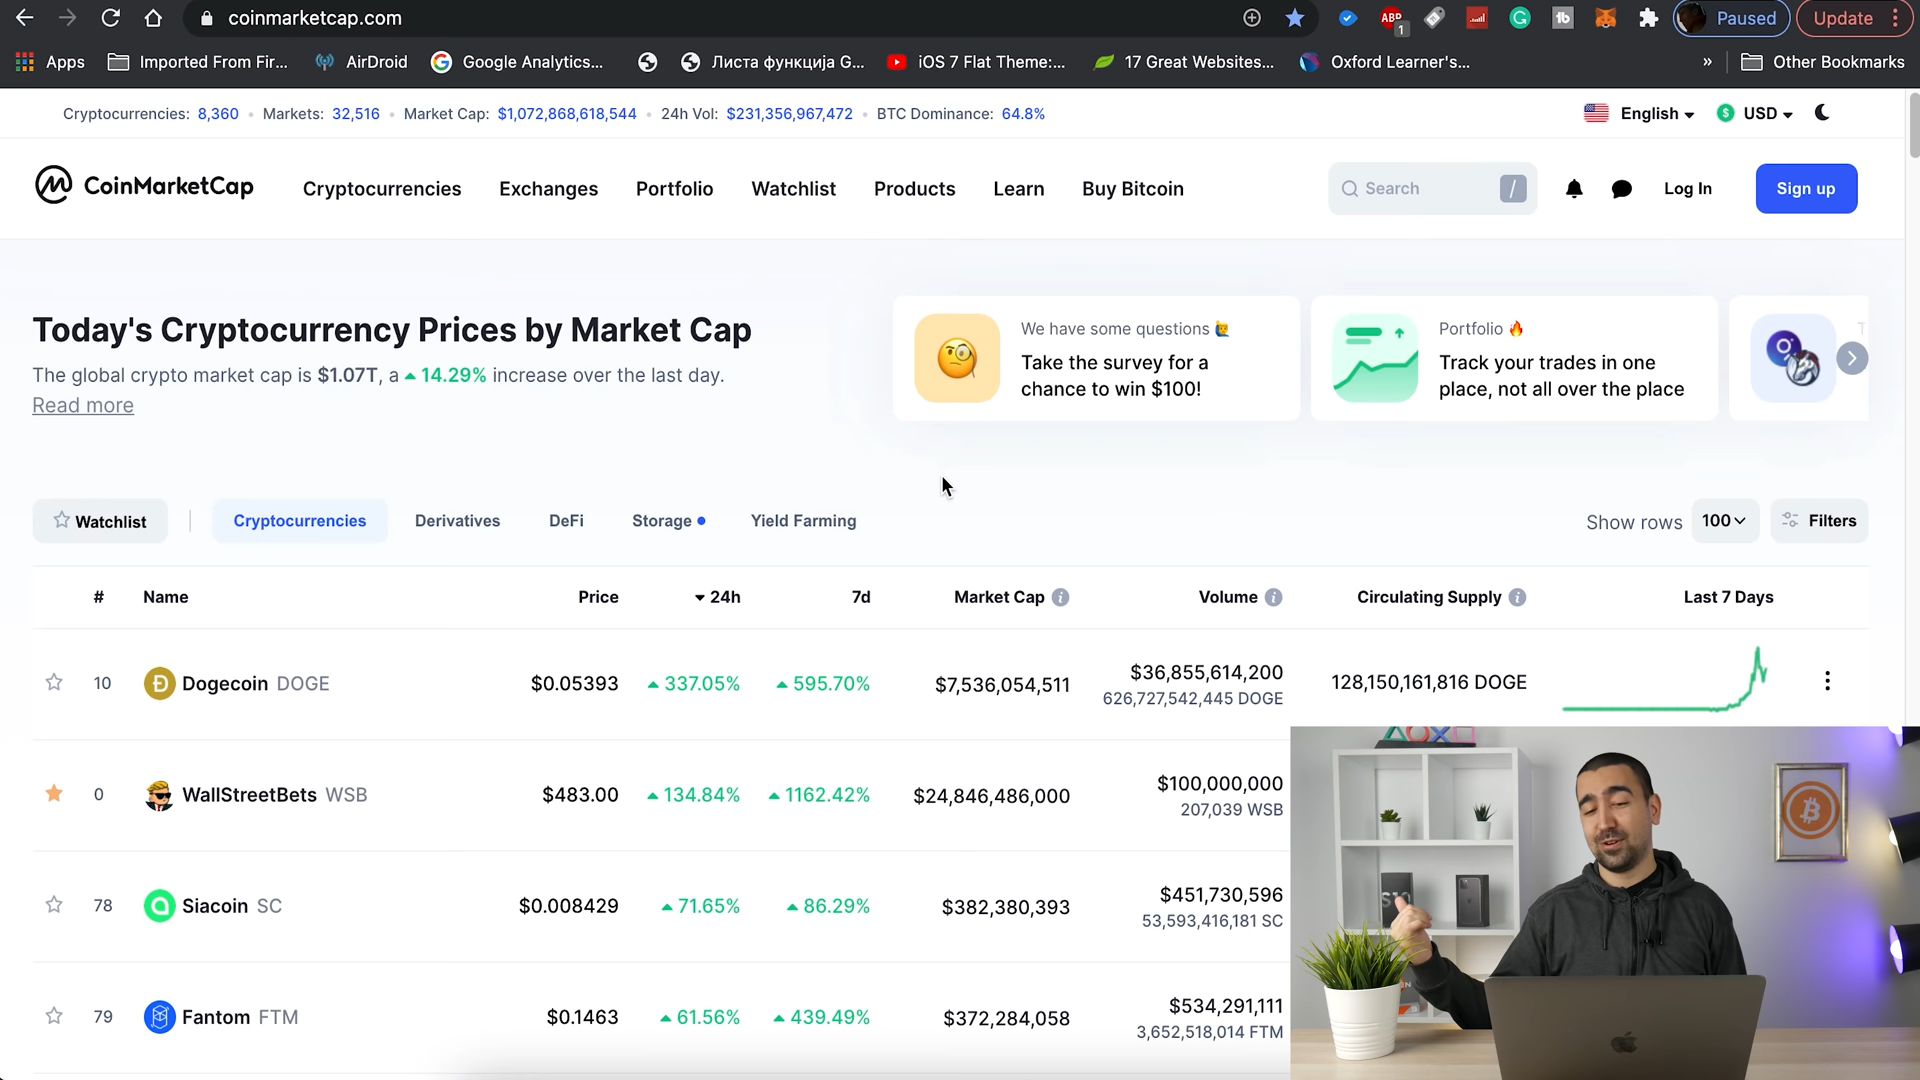 coinmarketcap.com
ABP
1
Paused
Update
Apps
Imported From Fir...
AirDroid
Google Analytics...
Листа функција G...
iOS 7 Flat Theme:...
17 Great Websites...
Oxford Learner's...
»
Other Bookmarks
Cryptocurrencies: 8,360 • Markets: 32,516 • Market Cap: $1,072,868,618,544 • 24h Vol: $231,356,967,472 • BTC Dominance: 64.8%
English
USD
CoinMarketCap
Cryptocurrencies
Exchanges
Portfolio
Watchlist
Products
Learn
Buy Bitcoin
Search
/
Log In
Sign up
Today's Cryptocurrency Prices by Market Cap
The global crypto market cap is $1.07T, a 14.29% increase over the last day.
Read more
We have some questions
Take the survey for a
chance to win $100!
Portfolio
Track your trades in one
place, not all over the place
Watchlist
Cryptocurrencies
Derivatives
DeFi
Storage
Yield Farming
Show rows
100
Filters
# Name Price 24h 7d Market Cap Volume Circulating Supply Last 7 Days
10 Dogecoin DOGE $0.05393 337.05% 595.70% $7,536,054,511 $36,855,614,200 128,150,161,816 DOGE
626,727,542,445 DOGE
0 WallStreetBets WSB $483.00 134.84% 1162.42% $24,846,486,000 $100,000,000
207,039 WSB
78 Siacoin SC $0.008429 71.65% 86.29% $382,380,393 $451,730,596
53,593,416,181 SC
79 Fantom FTM $0.1463 61.56% 439.49% $372,284,058 $534,291,111
3,652,518,014 FTM